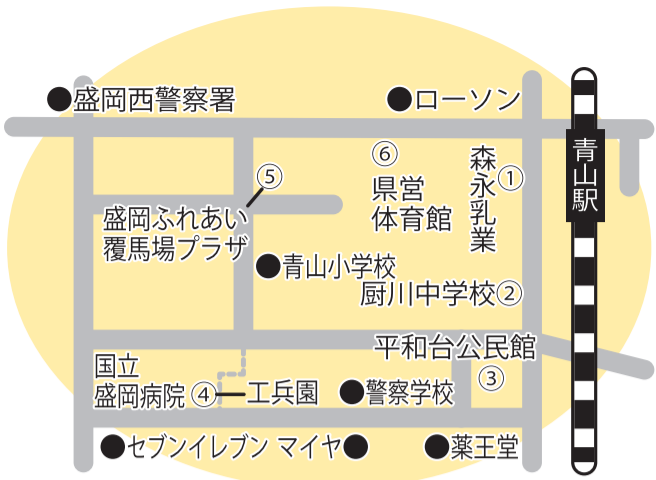 ●盛岡西警察署
●ローソン
青山駅
⑥
県営
体育館
森永乳業
①
⑤
盛岡ふれあい
覆馬場プラザ
●青山小学校
厨川中学校②
平和台公民館
③
国立
盛岡病院
④
工兵園
●警察学校
●セブンイレブン
マイヤ●
●薬王堂